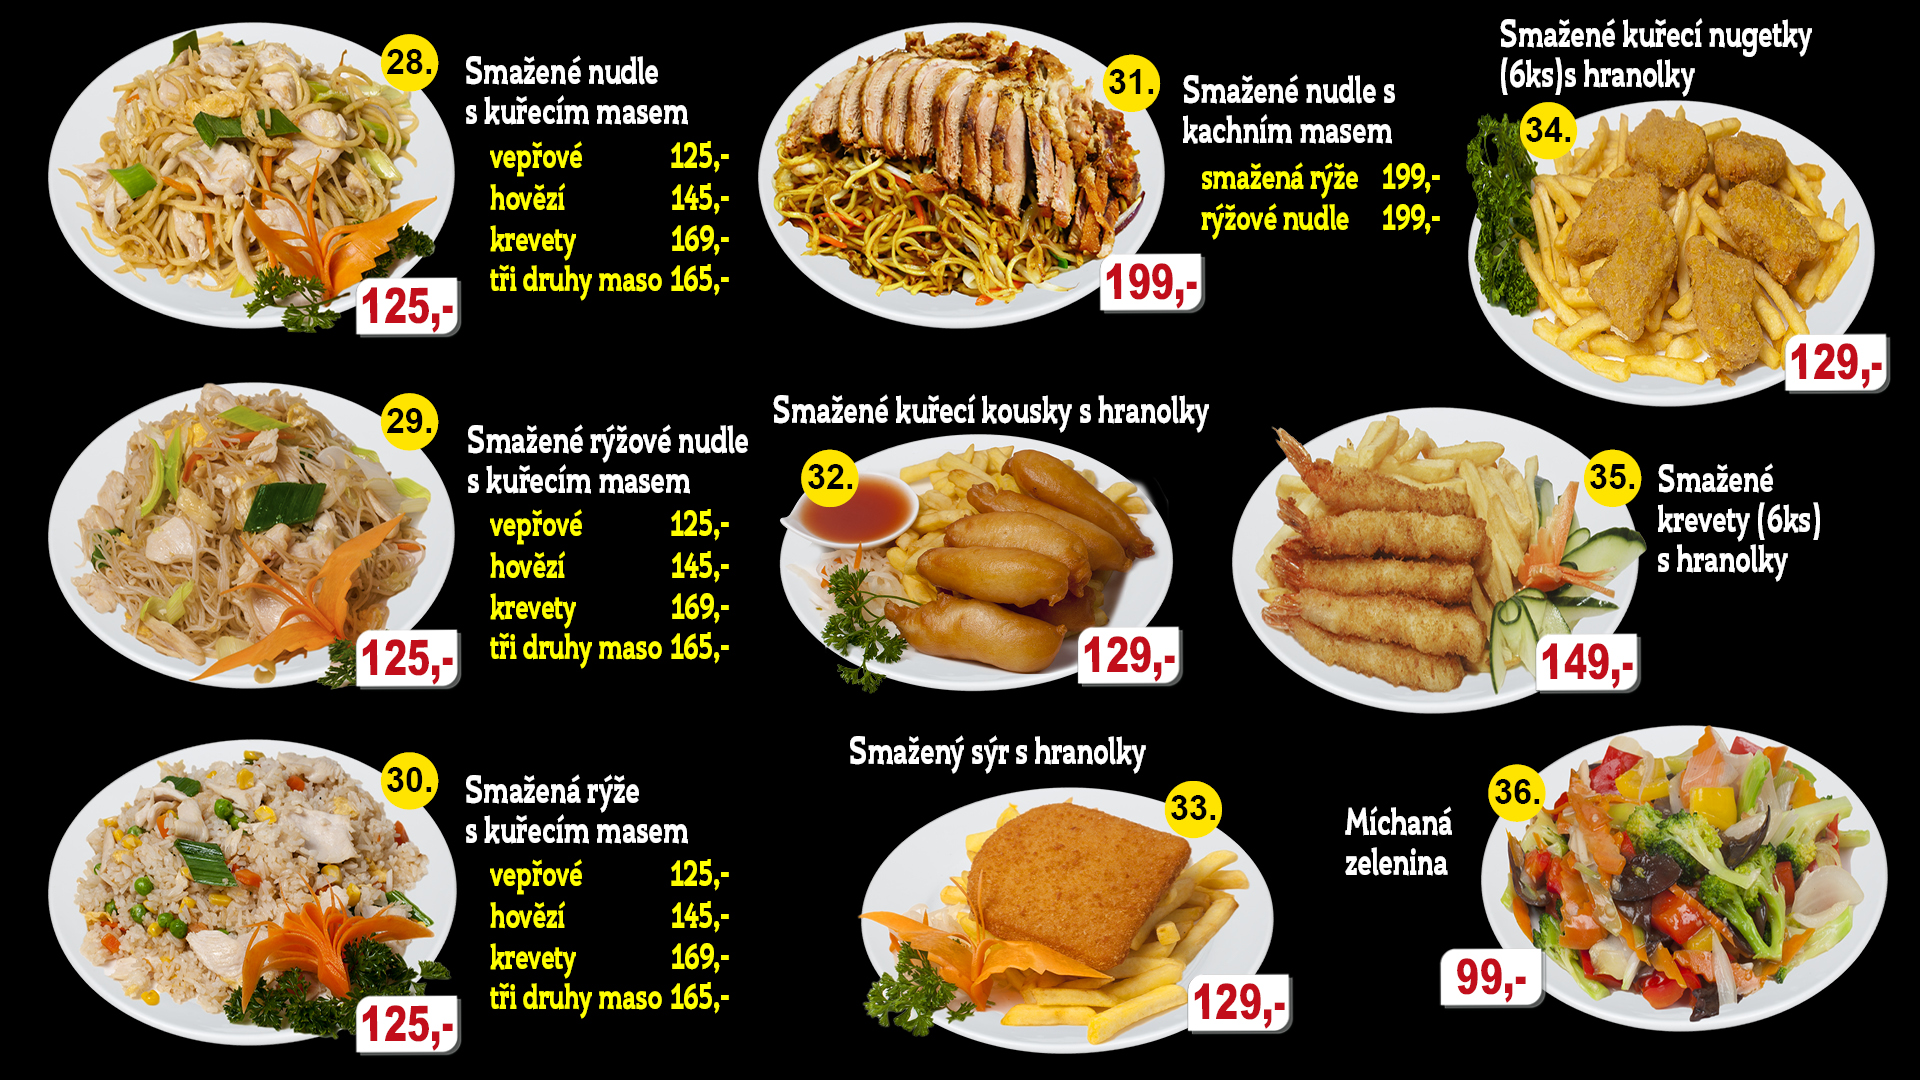 28.
Smažené nudle
s kuřecím masem
vepřové 125,-
hovězí 145,-
krevety 169,-
tři druhy maso 165,-
125,-
29.
Smažené rýžové nudle
s kuřecím masem
vepřové 125,-
hovězí 145,-
krevety 169,-
tři druhy maso 165,-
125,-
30.
Smažená rýže
s kuřecím masem
vepřové 125,-
hovězí 145,-
krevety 169,-
tři druhy maso 165,-
125,-
31.
Smažené nudle s
kachním masem
smažená rýže 199,-
rýžové nudle 199,-
199,-
Smažené kuřecí kousky s hranolky
32.
129,-
Smažený sýr s hranolky
33.
129,-
Smažené kuřecí nugetky
(6ks)s hranolky
34.
129,-
35.
Smažené
krevety (6ks)
s hranolky
149,-
36.
Míchaná
zelenina
99,-